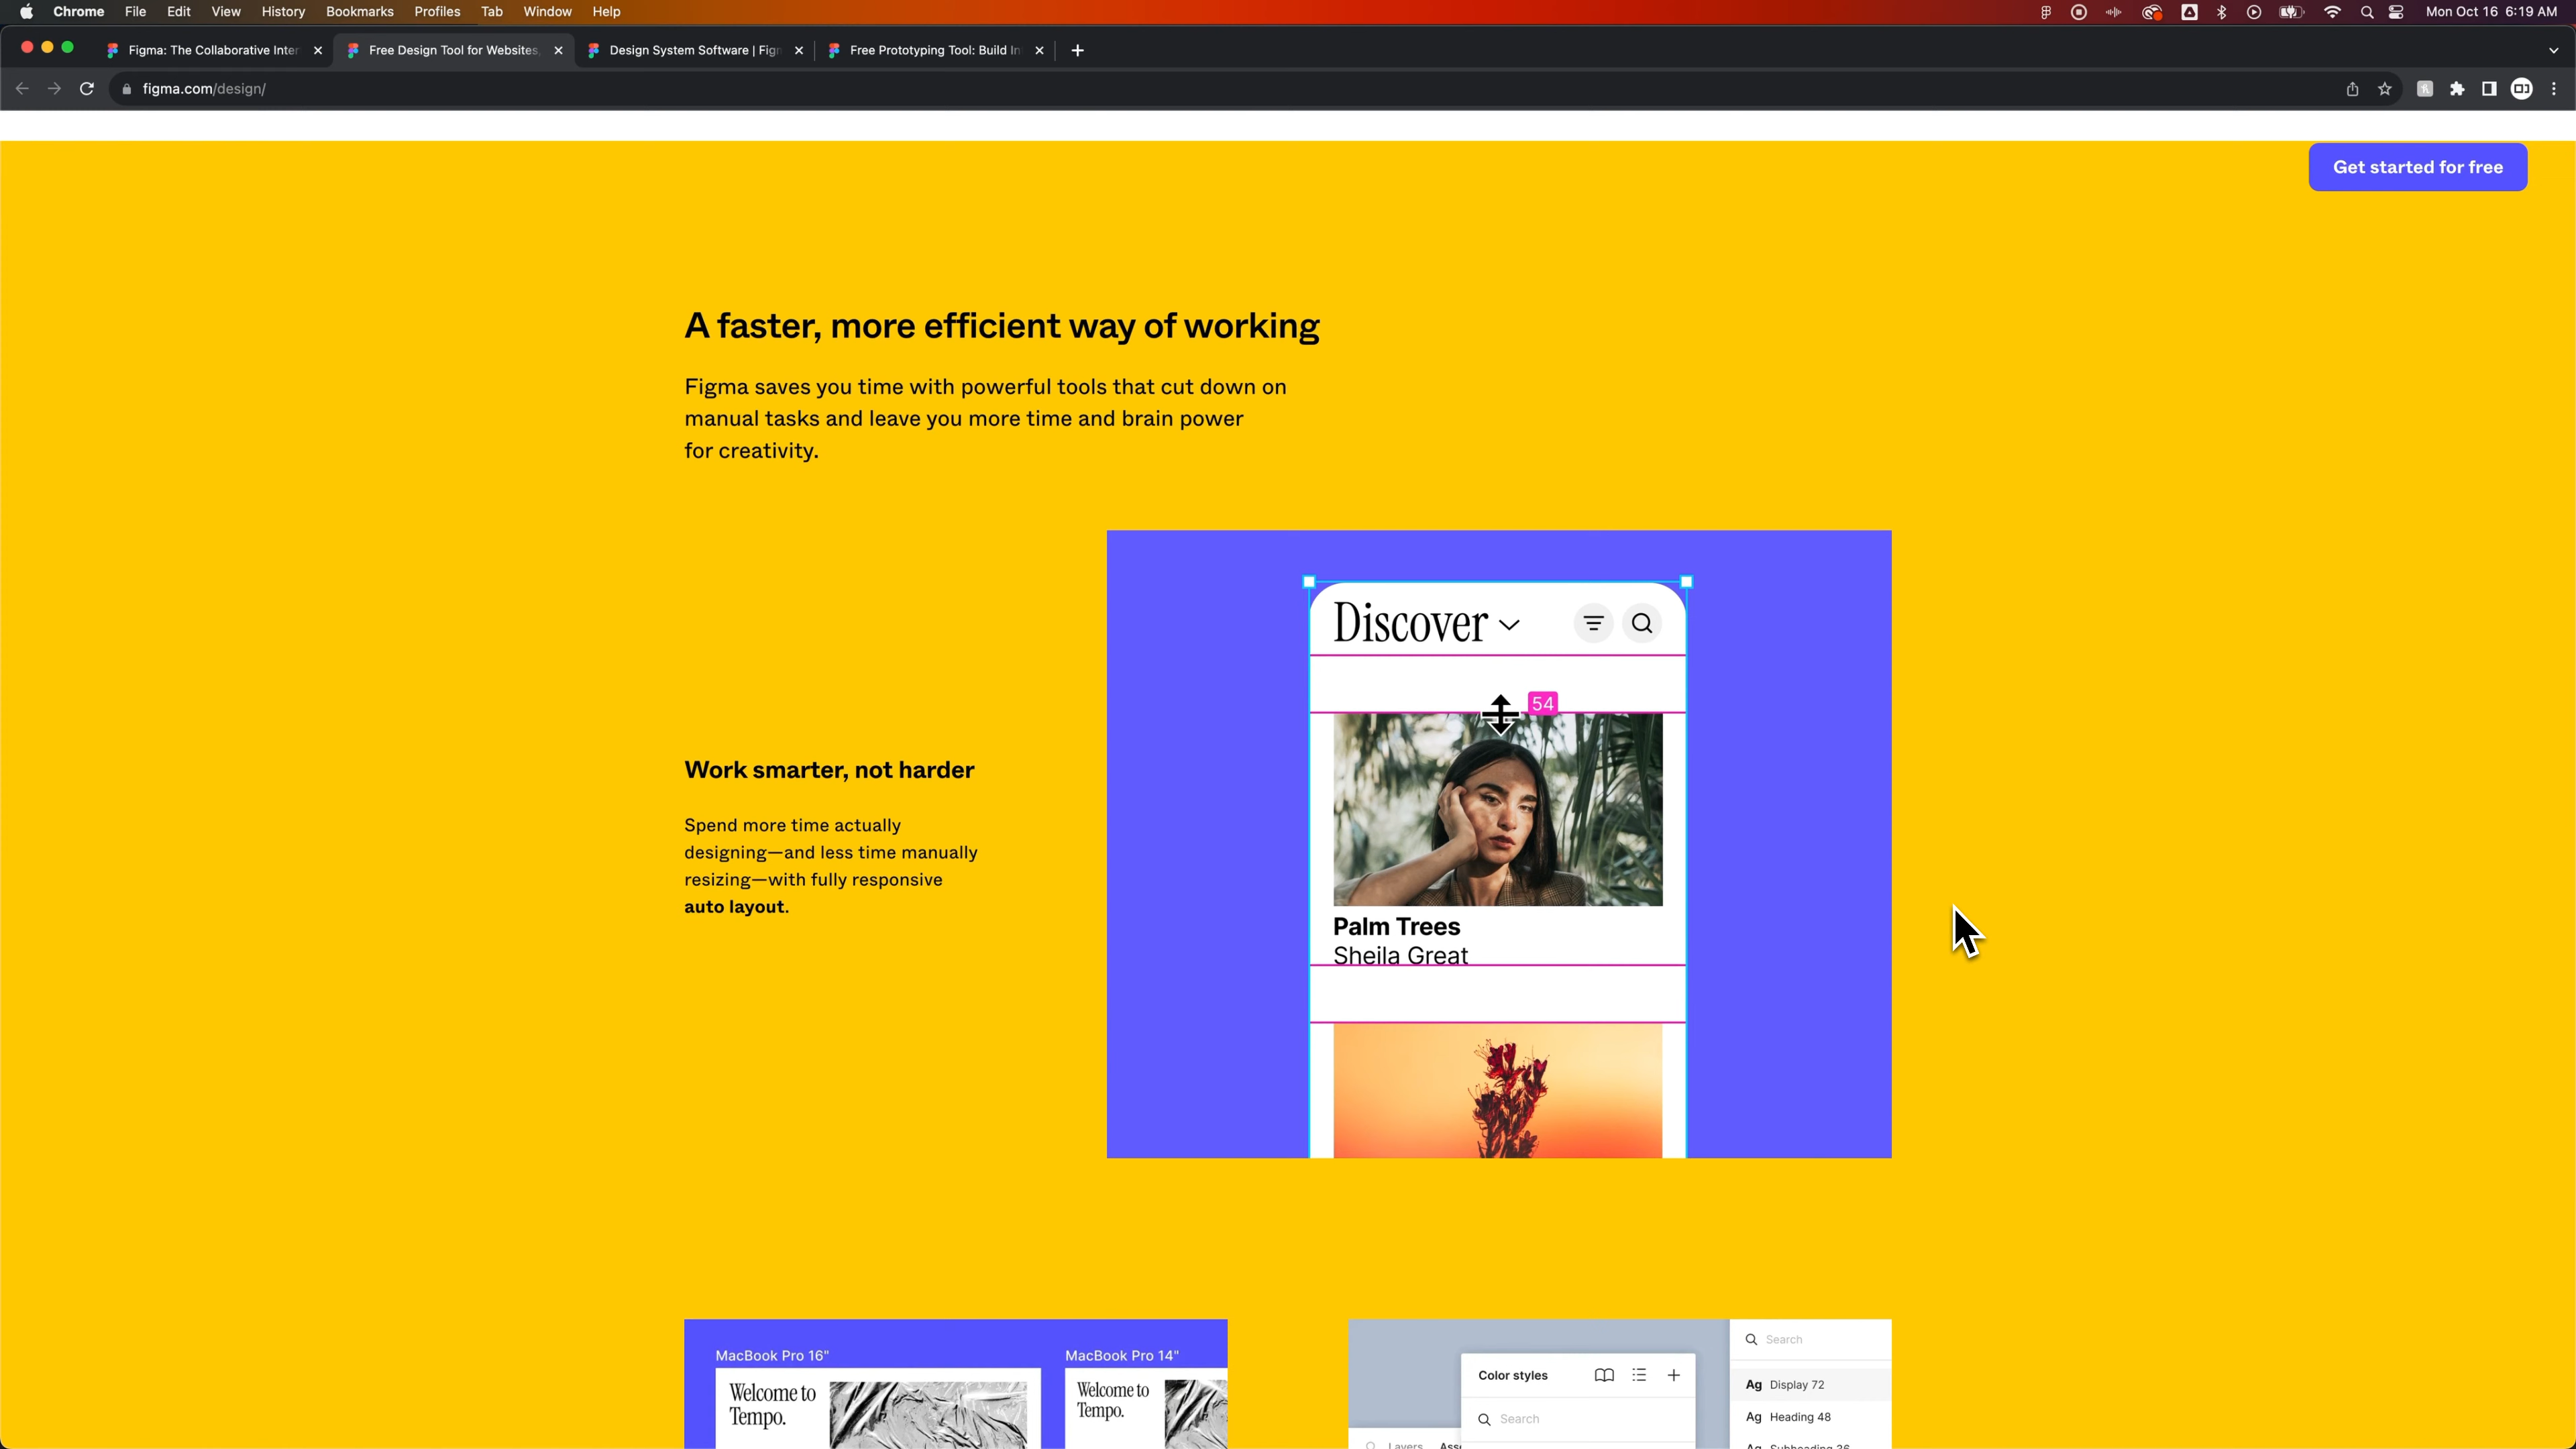 Chrome File Edit View History Bookmarks Profiles Tab Window Help
Mon Oct 16 6:19 AM
Figma: The Collaborative Inter
Free Design Tool for Websites,
Design System Software | Figm
Free Prototyping Tool: Build In
figma.com/design/
Get started for free
A faster, more efficient way of working
Figma saves you time with powerful tools that cut down on
manual tasks and leave you more time and brain power
for creativity.
Discover
54
Work smarter, not harder
Spend more time actually
designing—and less time manually
resizing—with fully responsive
auto layout.
Palm Trees
Sheila Great
MacBook Pro 16"
MacBook Pro 14"
Welcome to
Tempo.
Welcome to
Tempo.
Color styles
Search
Layers
Search
Ag Display 72
Ag Heading 48
Ag Subheading 36